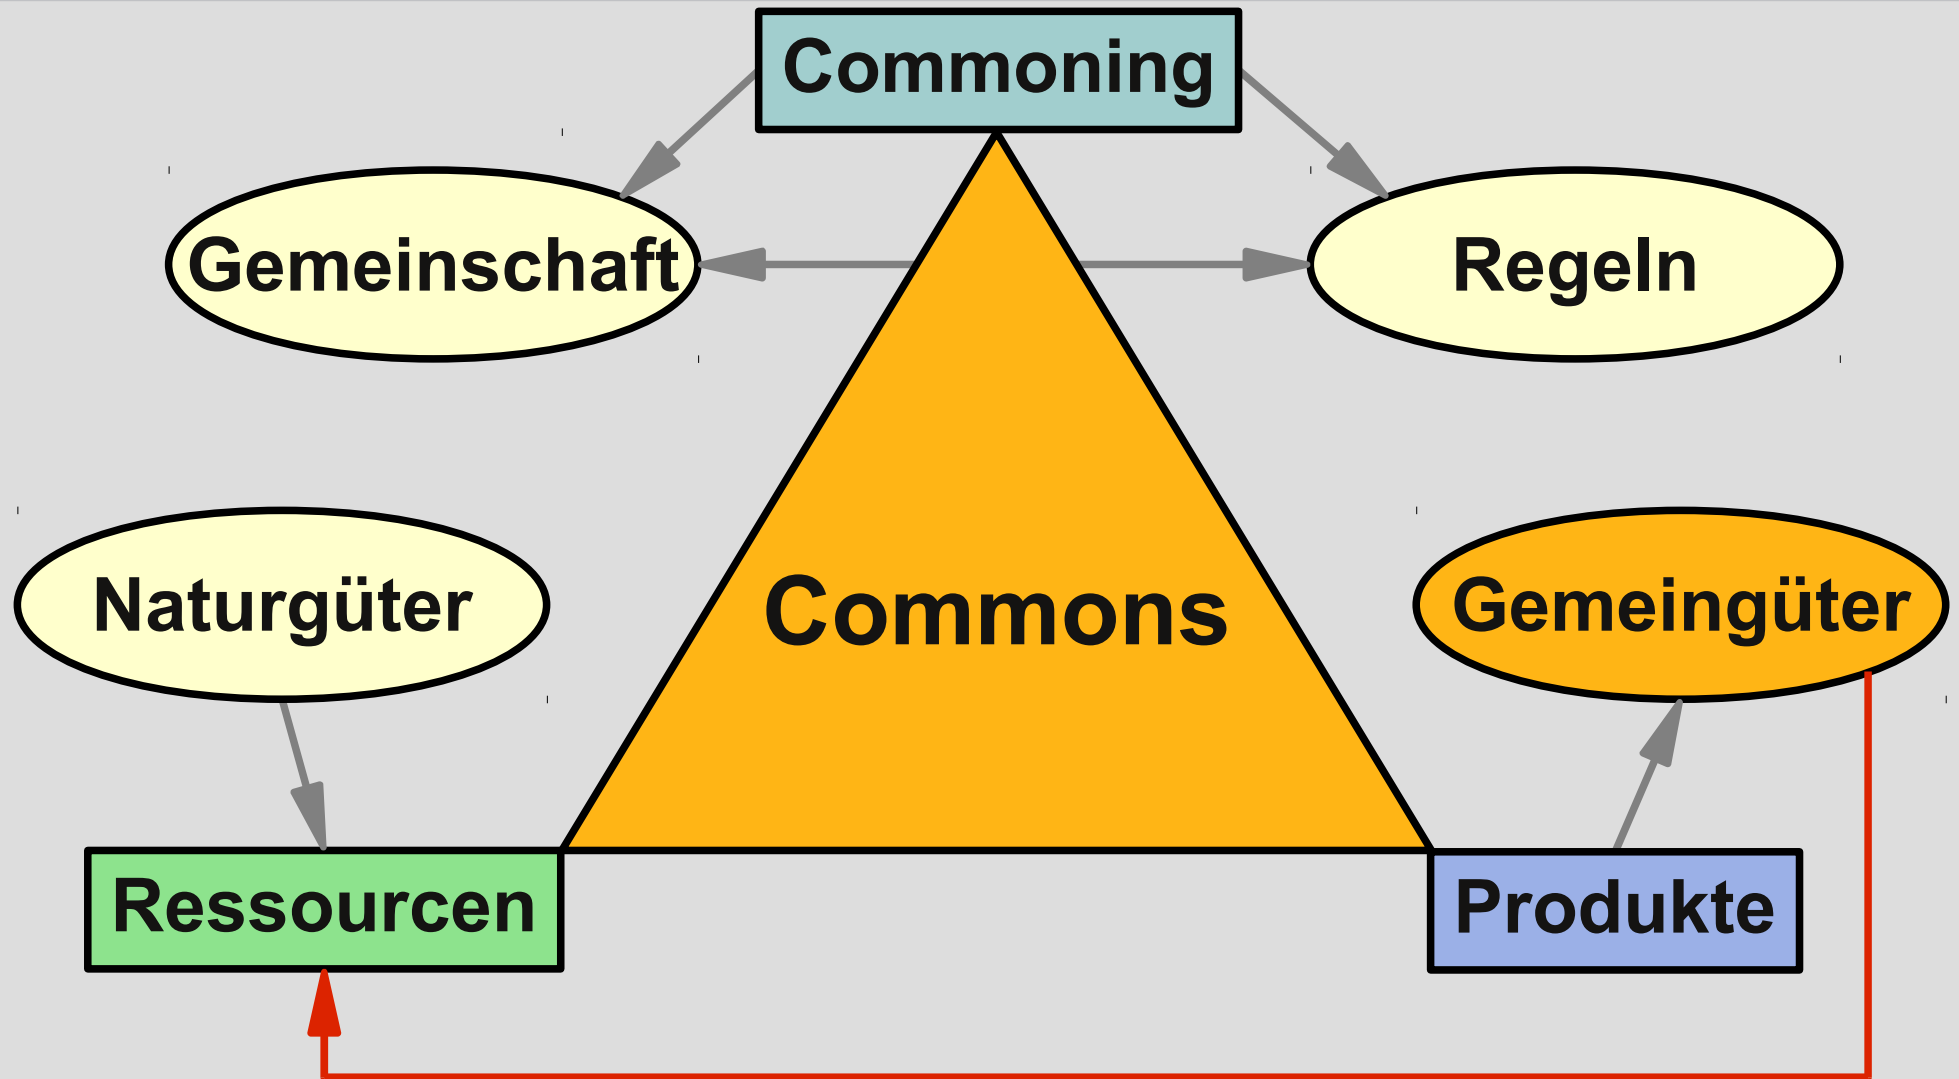 Commoning
Gemeinschaft
Regeln
Naturgüter
Commons
Gemeingüter
Ressourcen
Produkte